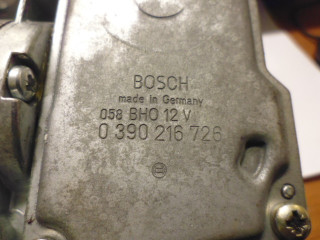 BOSCH
made in Germany
058 BHO 12 V
0 390 216 726